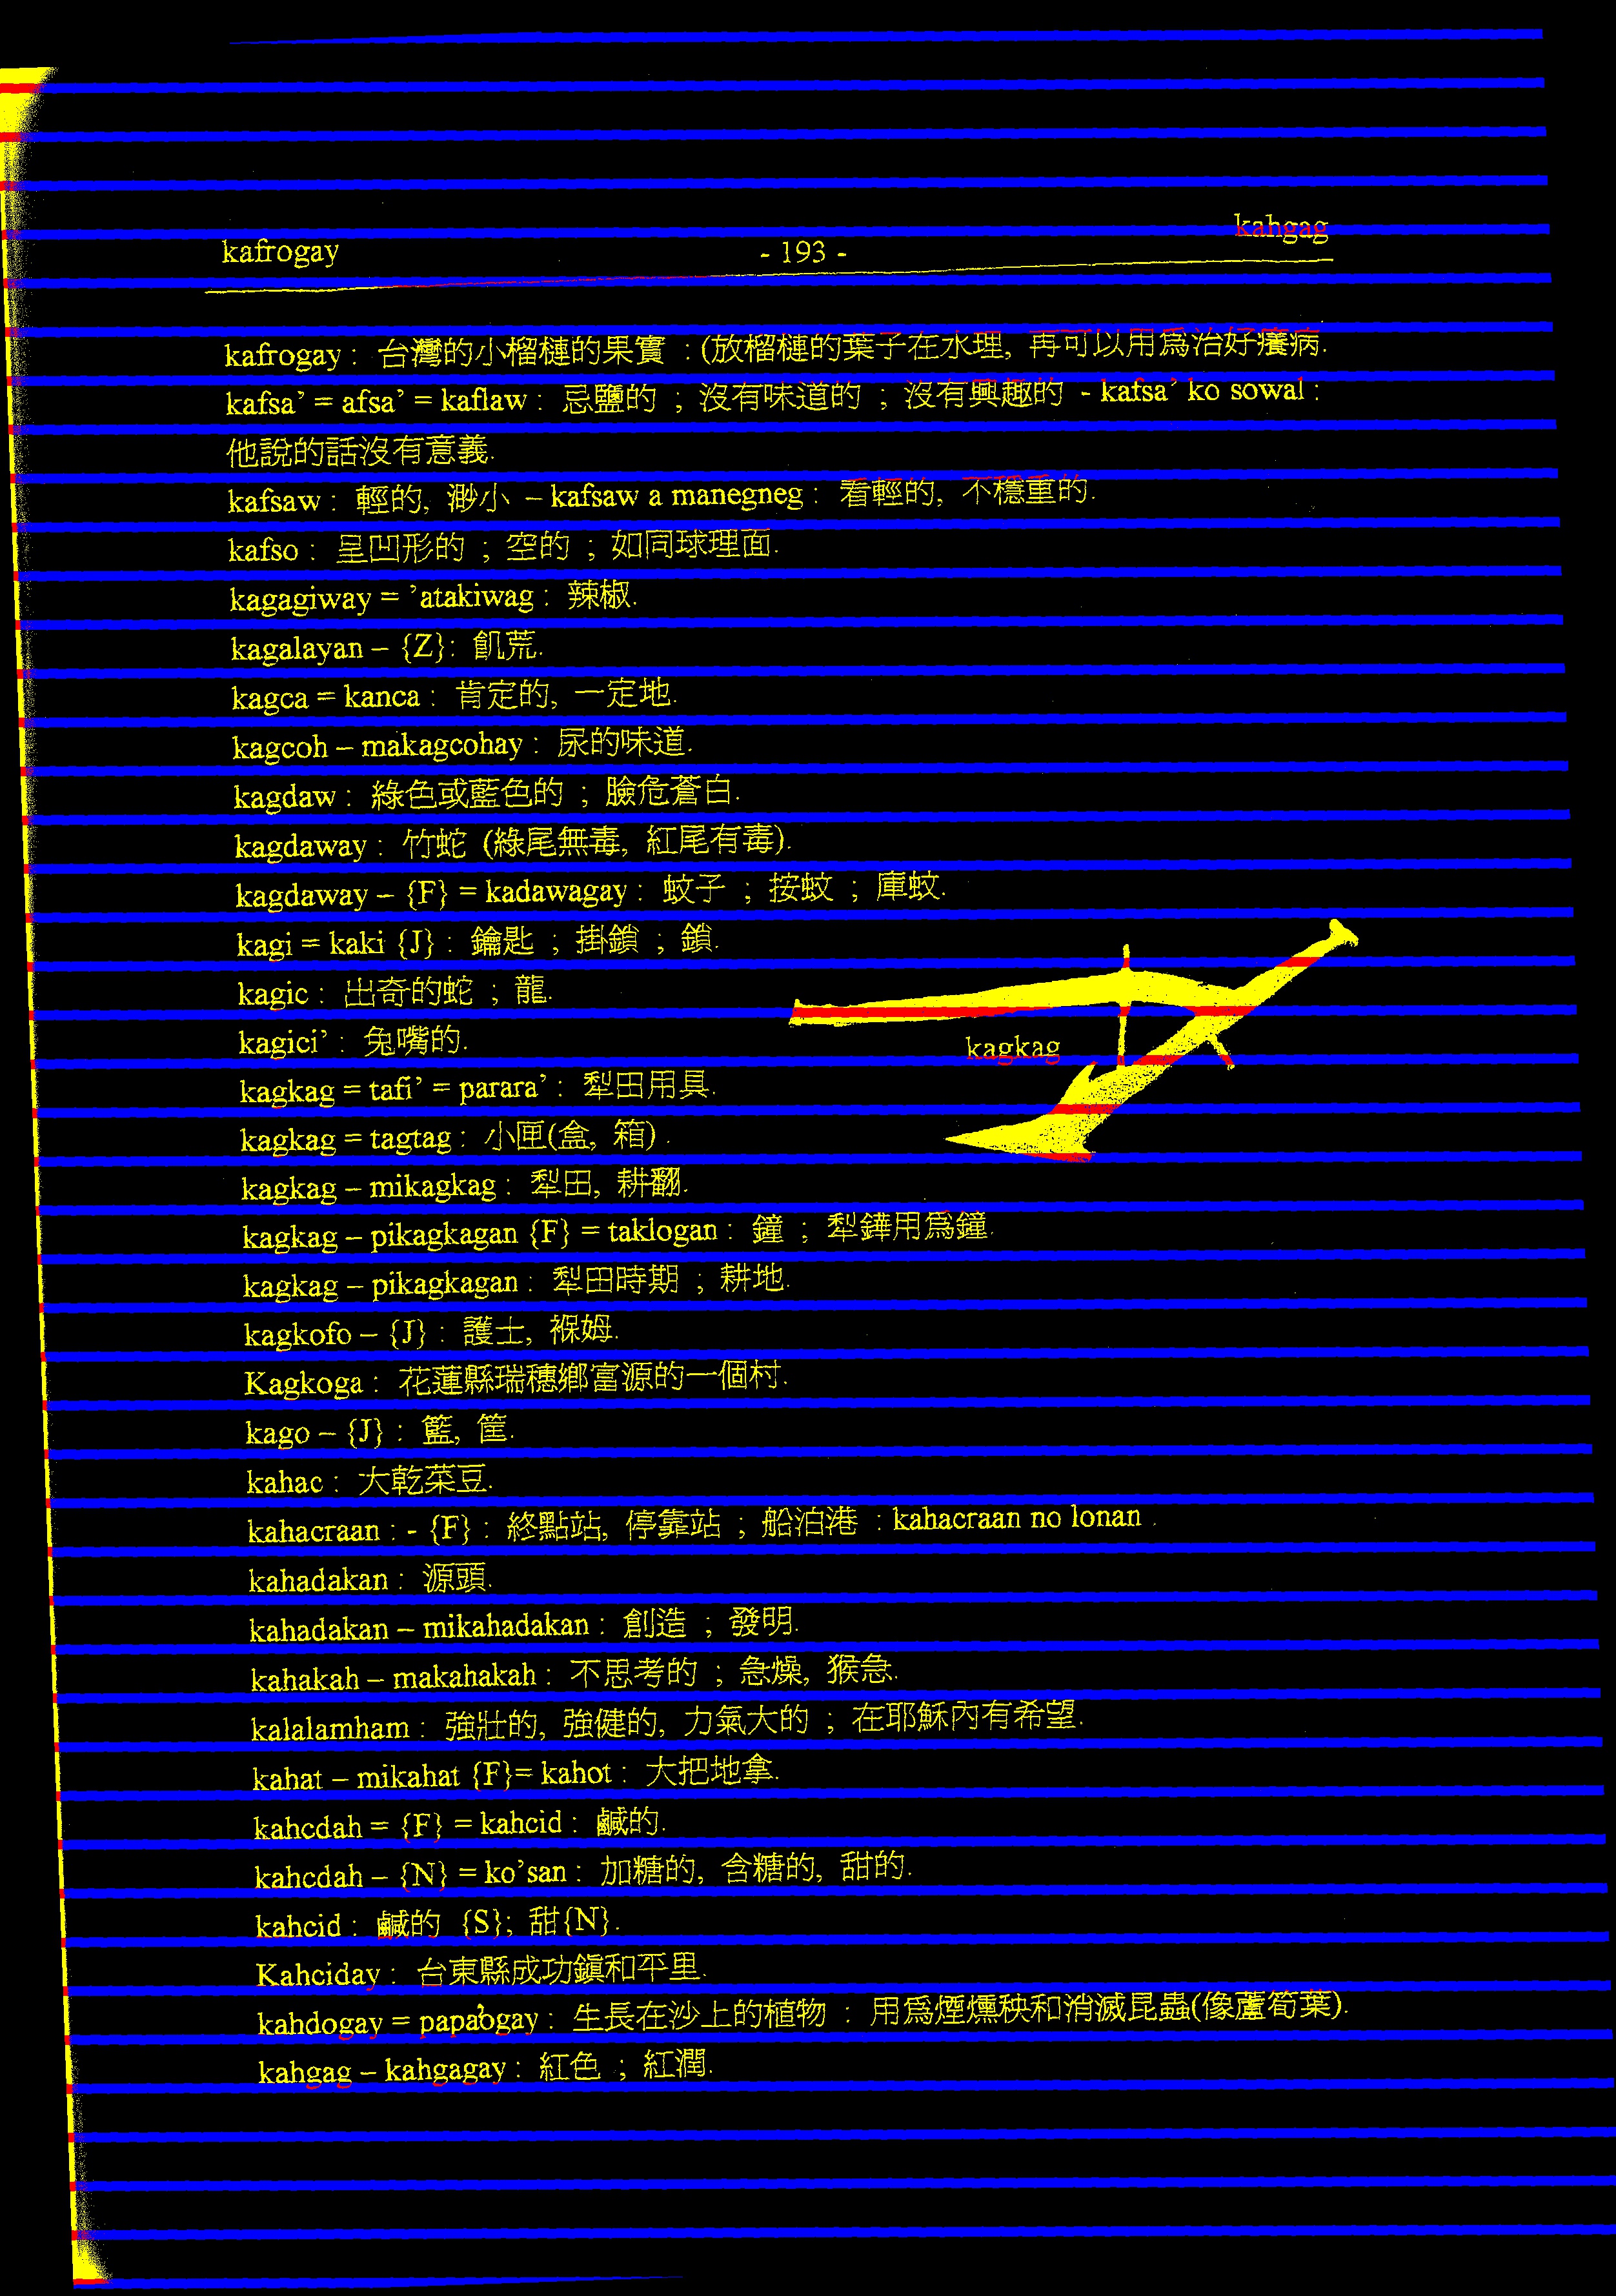 kafrogay - 193 - kahgag
kafrogay : 台灣的小榴槤的果實 : (放榴槤的葉子在水理, 再可以用為治好癢病.
kafsa’ = afsa’ = kaflaw : 忌鹽的 ; 沒有味道的 ; 沒有興趣的 - kafsa’ ko sowal :
他說的話沒有意義.
kafsaw : 輕的, 渺小 – kafsaw a manegneg : 看輕的, 不穩重的.
kafso : 呈凹形的 ; 空的 ; 如同球理面.
kagagiway = ’atakiwag : 辣椒.
kagalayan – {Z} : 飢荒.
kagca = kanca : 肯定的, 一定地.
kagcoh – makagcohay : 尿的味道.
kagdaw : 綠色或藍色的 ; 臉危蒼白.
kagdaway : 竹蛇 (綠尾無毒, 紅尾有毒).
kagdaway – {F} = kadawagay : 蚊子 ; 按蚊 ; 庫蚊.
kagi = kaki {J} : 鑰匙 ; 掛鎖 ; 鎖.
kagic : 出奇的蛇 ; 龍.
kagici’ : 兔嘴的.
kagkag
kagkag = tafi’ = parara’ : 犁田用具.
kagkag = tagtag : 小匣(盒, 箱) .
kagkag – mikagkag : 犁田, 耕翻.
kagkag – pikagkagan {F} = taklogan : 鐘 ; 犁鏵用為鐘.
kagkag – pikagkagan : 犁田時期 ; 耕地.
kagkofo – {J} : 護士, 褓姆.
Kagkoga : 花蓮縣瑞穗鄉富源的一個村.
kago – {J} : 籃, 筐.
kahac : 大乾菜豆.
kahacraan : - {F} : 終點站, 停靠站 ; 船泊港 : kahacraan no lonan .
kahadakan : 源頭.
kahadakan – mikahadakan : 創造 ; 發明.
kahakah – makahakah : 不思考的 ; 急燥, 猴急.
kalalamham : 強壯的, 強健的, 力氣大的 ; 在耶穌內有希望.
kahat – mikahat {F}= kahot : 大把地拿.
kahcdah = {F} = kahcid : 鹹的.
kahcdah – {N} = ko’san : 加糖的, 含糖的, 甜的.
kahcid : 鹹的 {S}; 甜{N}.
Kahciday : 台東縣成功鎮和平里.
kahdogay = papa’ogay : 生長在沙上的植物 : 用為煙燻秧和消滅昆蟲(像蘆筍葉).
kahgag – kahgagay : 紅色 ; 紅潤.